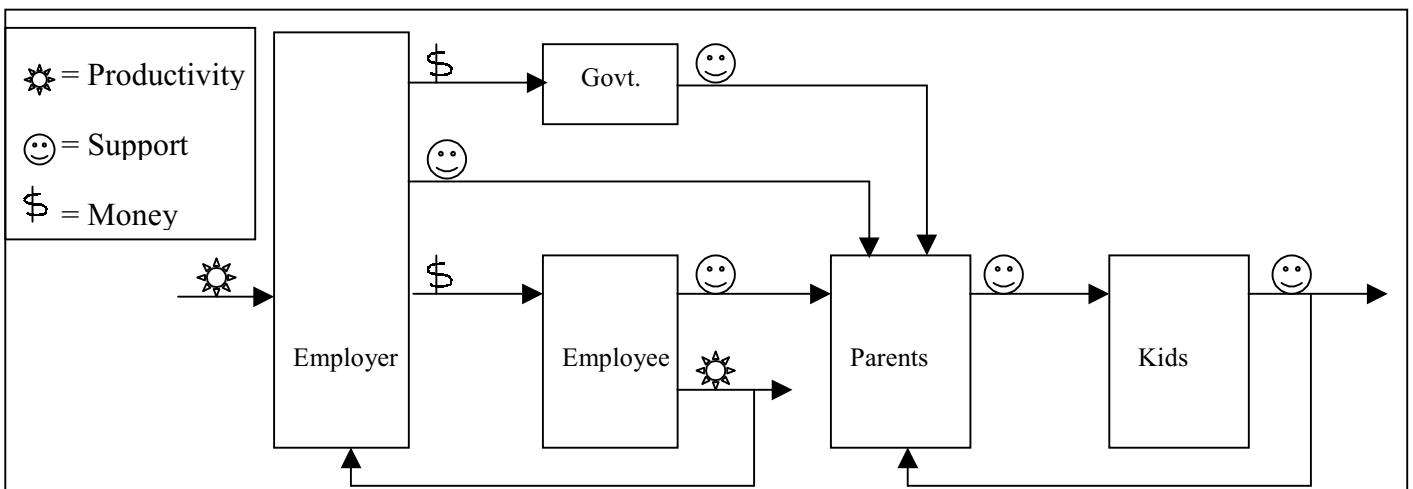 = Productivity
= Support
$ = Money
$
Govt.
$
Employer
Employee
Parents
Kids